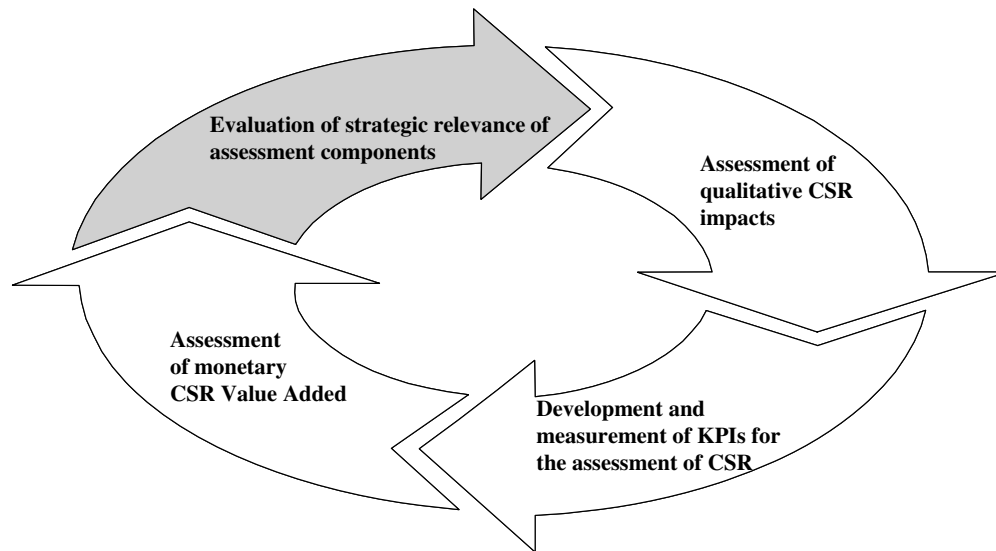 Evaluation of strategic relevance of
assessment components
Assessment of
qualitative CSR
impacts
Development and
measurement of KPIs for
the assessment of CSR
Assessment
of monetary
CSR Value Added